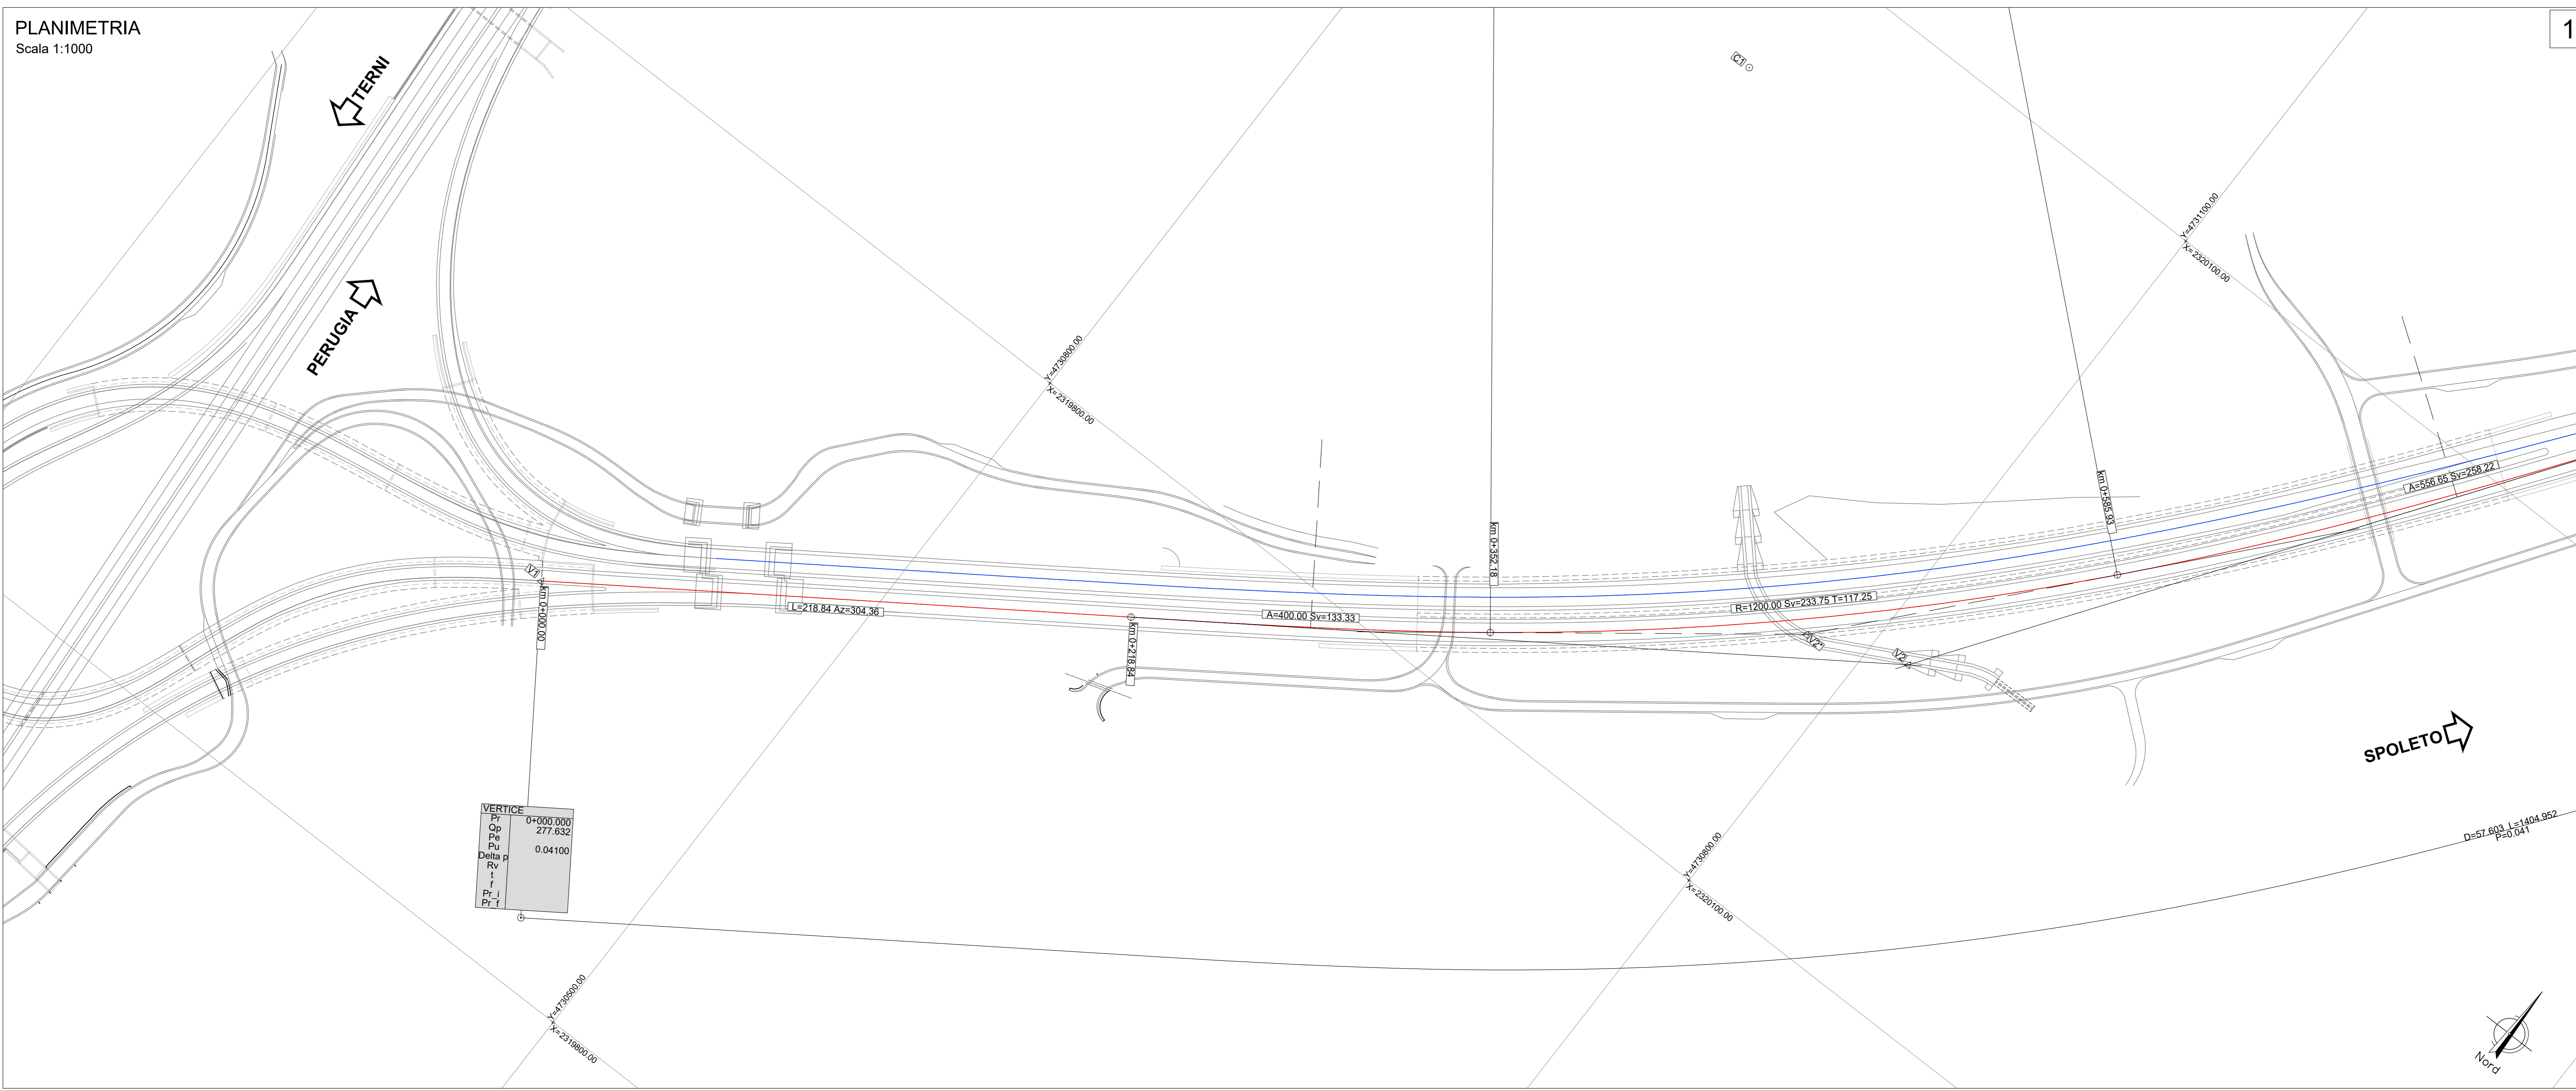 PLANIMETRIA
Scala 1:1000
1
TERNI
PERUGIA
C1
Y=4731100.00
X=2320100.00
Y=4730800.00
X=2319800.00
km 0+585.93
A=556.65 Sv=258.22
km 0+352.18
V1
km 0+000.00
L=218.84 Az=304.36
A=400.00 Sv=133.33
R=1200.00 Sv=233.75 T=117.25
km 0+218.84
V2*
V2
SPOLETO
VERTICE
Pr 0+000.000
Qp 277.632
Pe
Pu 0.04100
Delta p
Rv
t
f
Pr_i
Pr_f
D=57.603 L=1404.952
P=0.041
Y=4730800.00
X=2320100.00
Y=4730500.00
X=2319800.00
Nord